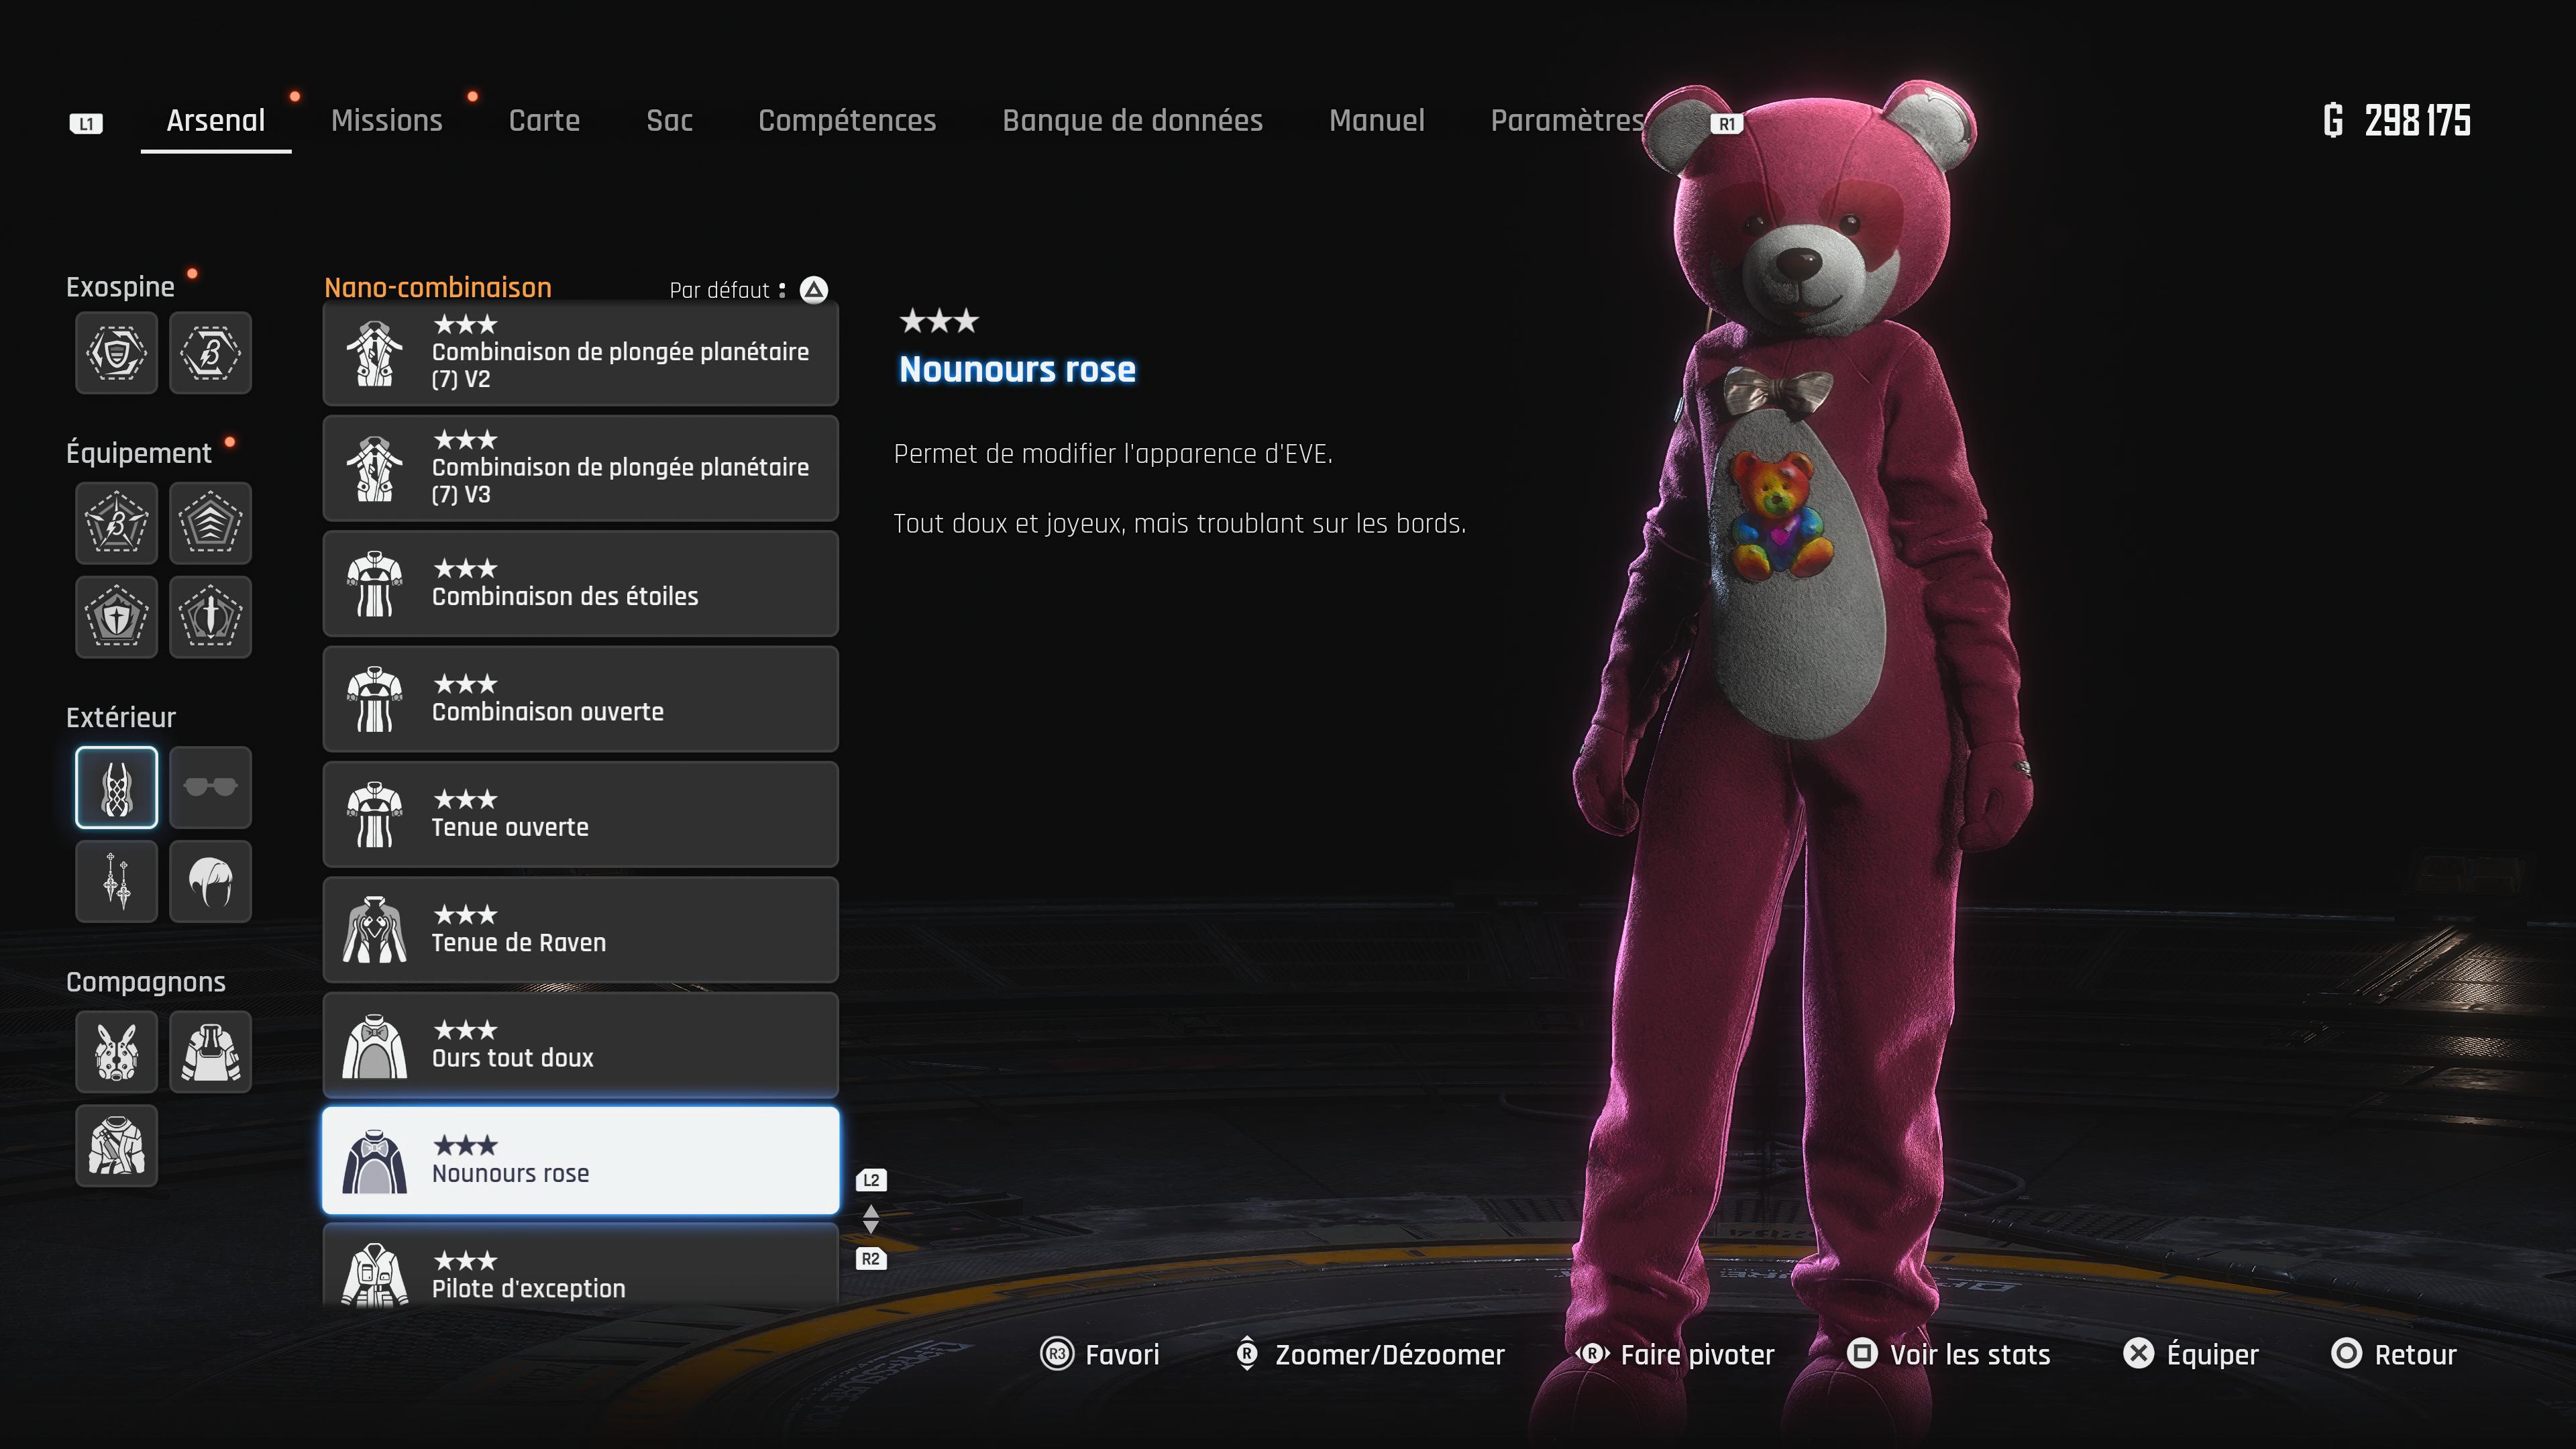 L1 Arsenal Missions Carte Sac Compétences Banque de données Manuel Paramètres R1 298 175
Exospine
Équipement
Extérieur
Compagnons
Nano-combinaison Par défaut :
★★★
Combinaison de plongée planétaire
(7) V2
★★★
Combinaison de plongée planétaire
(7) V3
★★★
Combinaison des étoiles
★★★
Combinaison ouverte
★★★
Tenue ouverte
★★★
Tenue de Raven
★★★
Ours tout doux
★★★
Nounours rose
★★★
Pilote d'exception
L2
R2
★★★
Nounours rose
Permet de modifier l'apparence d'EVE.
Tout doux et joyeux, mais troublant sur les bords.
R3 Favori R Zoomer/Dézoomer R Faire pivoter Voir les stats Équiper Retour